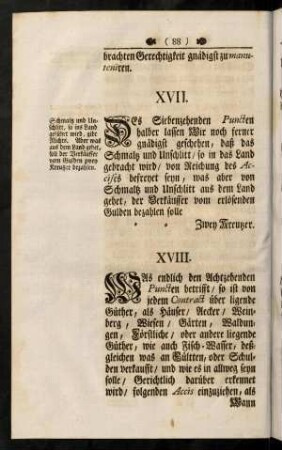 ( 88 )
brachten Gerechtigkeit gnädigst zu manu-
teniren.
XVII.
Schmaltz und Un-
schlitt, so ins Land
geführet wird, gibt
Nichts. Aber was
aus dem Land gehet,
soll der Verkäuffer
vom Gulden zwey
Kreutzer bezahlen.
DEs Siebenzehenden Puncten
halber lassen Wir noch ferner
gnädigst geschehen, daß das
Schmaltz und Unschlitt / so in das Land
gebracht wird / von Reichung des Ac-
cises befreyet seyn, was aber von
Schmaltz und Unschlitt aus dem Land
gehet, der Verkäuffer vom erlösenden
Gulden bezahlen solle
Zwey Kreutzer.
XVIII.
WAs endlich den Achtzehenden
Puncten betrifft / so ist von
jedem Contract über ligende
Güther, als Häuser / Aecker / Wein-
berg / Wiesen / Gärten, Waldun-
gen, Förstliche / oder andere liegende
Güther, wie auch Fisch-Wasser / deß-
gleichen was an Gültten / oder Schul-
den verkaufft / und wie es in allweg seyn
solle / Gerichtlich darüber erkennet
wird / folgenden Accis einzuziehen, als
Wann